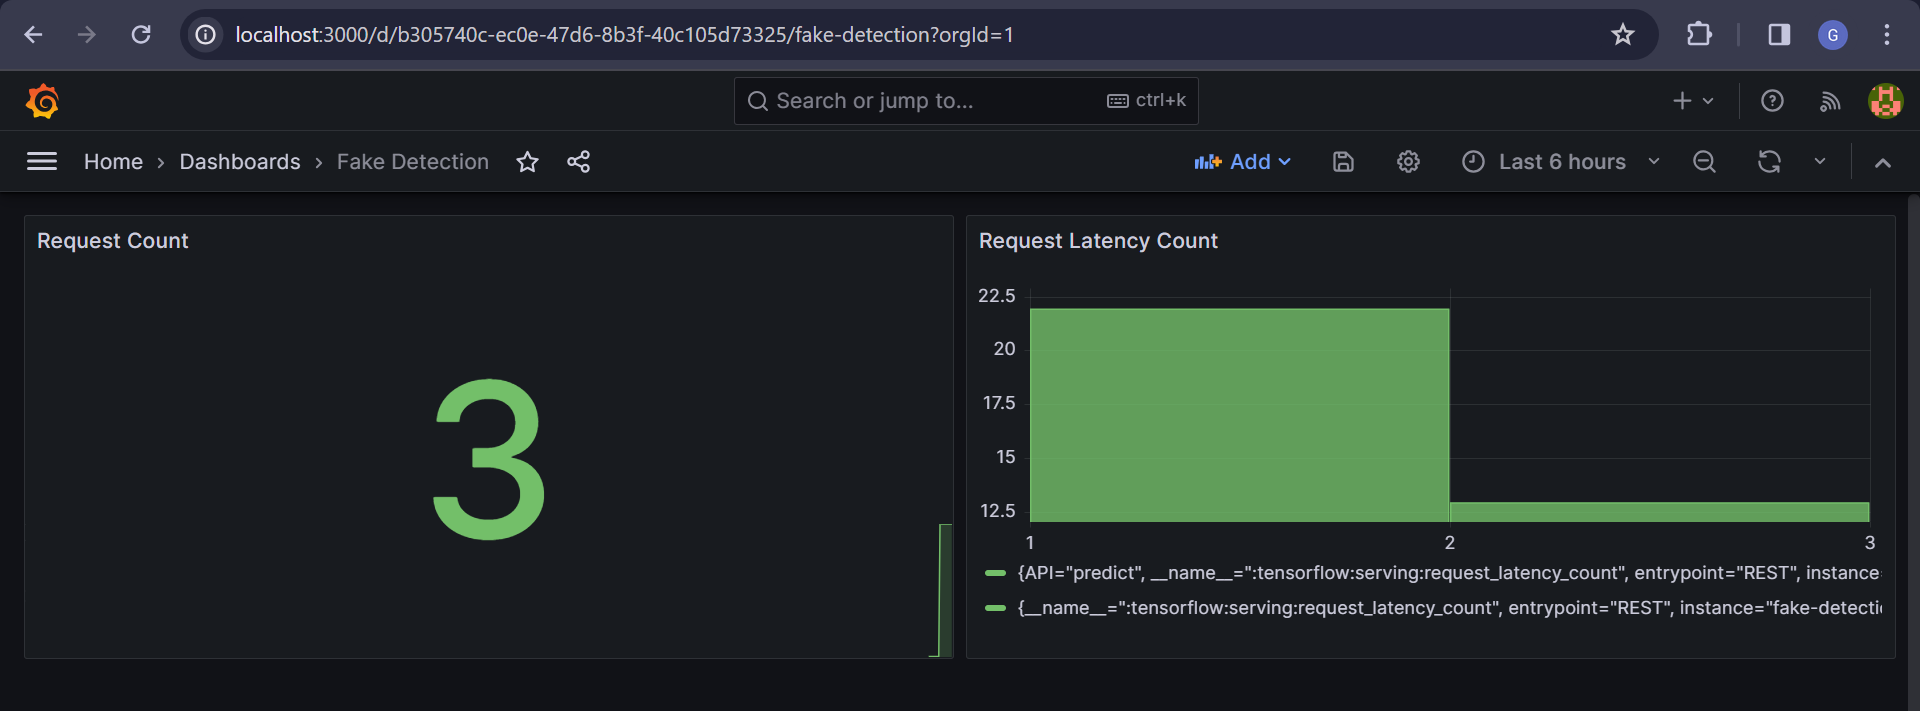 localhost:3000/d/b305740c-ec0e-47d6-8b3f-40c105d73325/fake-detection?orgId=1
G
Search or jump to...
ctrl+k
Home › Dashboards › Fake Detection
Add
Last 6 hours
Request Count
3
Request Latency Count
22.5
20
17.5
15
12.5
1 2 3
{API="predict", __name__=":tensorflow:serving:request_latency_count", entrypoint="REST", instance
{__name__=":tensorflow:serving:request_latency_count", entrypoint="REST", instance="fake-detecti